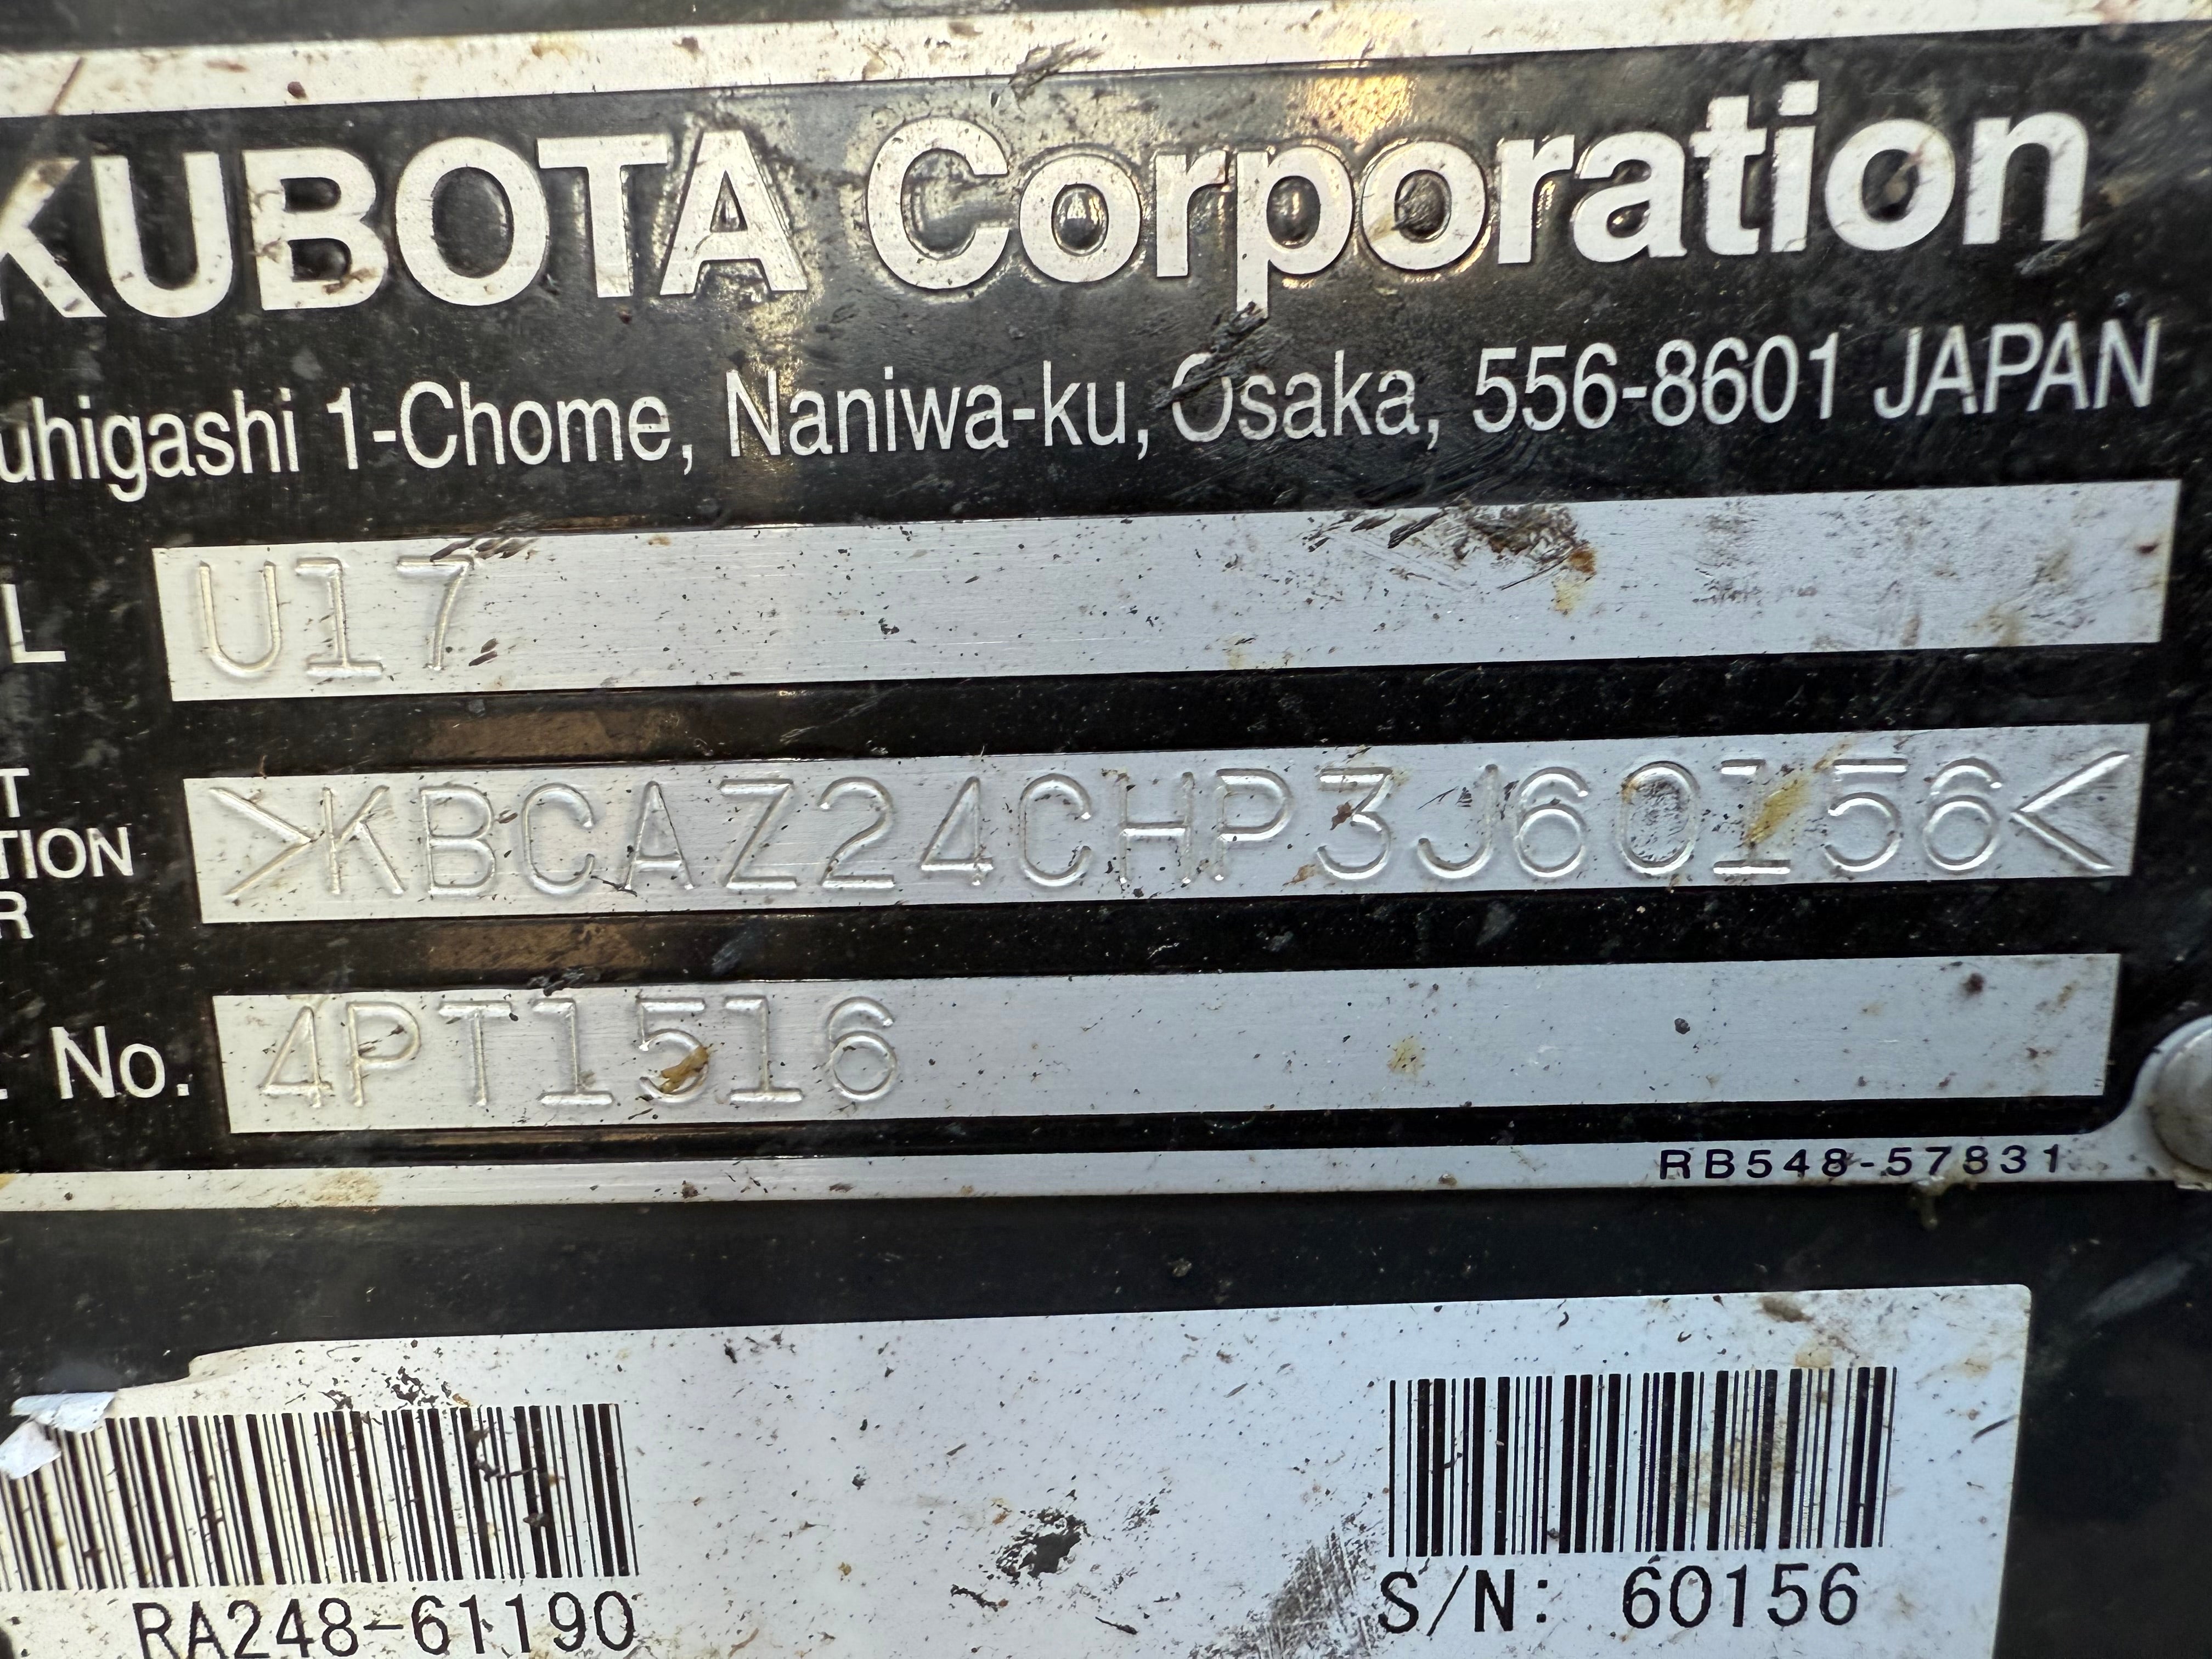 KUBOTA Corporation
uhigashi 1-Chome, Naniwa-ku, Osaka, 556-8601 JAPAN
L U17
T
TION
R
>KBCAZ24CHP3J60156<
. No. 4PT1516
RB548-57831
RA248-61190
S/N: 60156